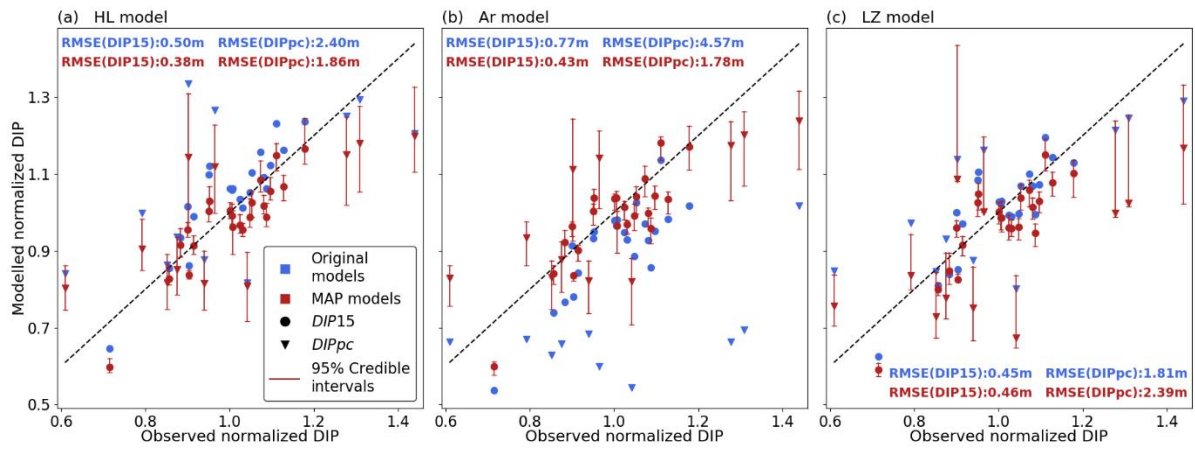 (a) HL model
RMSE(DIP15):0.50m RMSE(DIPpc):2.40m
RMSE(DIP15):0.38m RMSE(DIPpc):1.86m
Modelled normalized DIP
1.3
1.1
0.9
0.7
0.5
Original
models
MAP models
DIP15
DIPpc
95% Credible
intervals
0.6 0.8 1.0 1.2 1.4
Observed normalized DIP
(b) Ar model
RMSE(DIP15):0.77m RMSE(DIPpc):4.57m
RMSE(DIP15):0.43m RMSE(DIPpc):1.78m
0.6 0.8 1.0 1.2 1.4
Observed normalized DIP
(c) LZ model
RMSE(DIP15):0.45m RMSE(DIPpc):1.81m
RMSE(DIP15):0.46m RMSE(DIPpc):2.39m
0.6 0.8 1.0 1.2 1.4
Observed normalized DIP